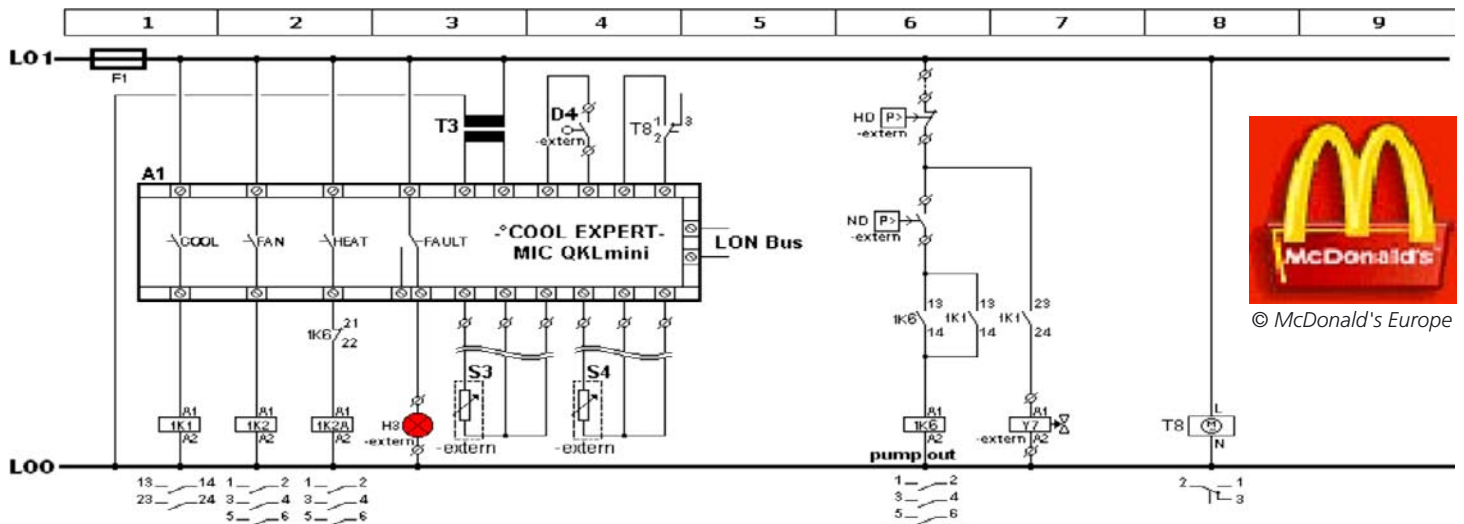 1 2 3 4 5 6 7 8 9
L01
F1
T3
D4
-extern
T8 1 3
2
HD P>
-extern
A1
COOL FAN HEAT FAULT
-°COOL EXPERT-
MIC QKLmini
LON Bus
ND P>
-extern
McDonald's
© McDonald's Europe
1K6 21
22
1K6 13
14
1K1 13
14
1K1 23
24
S3
-extern
S4
-extern
A1
1K1
A2
A1
1K2
A2
A1
1K2A
A2
H3
-extern
A1
1K6
A2
pump out
A1
Y7
-extern A2
L
T8 M
N
L00
13 14
23 24
1 2
3 4
5 6
1 2
3 4
5 6
1 2
3 4
5 6
2 1
3